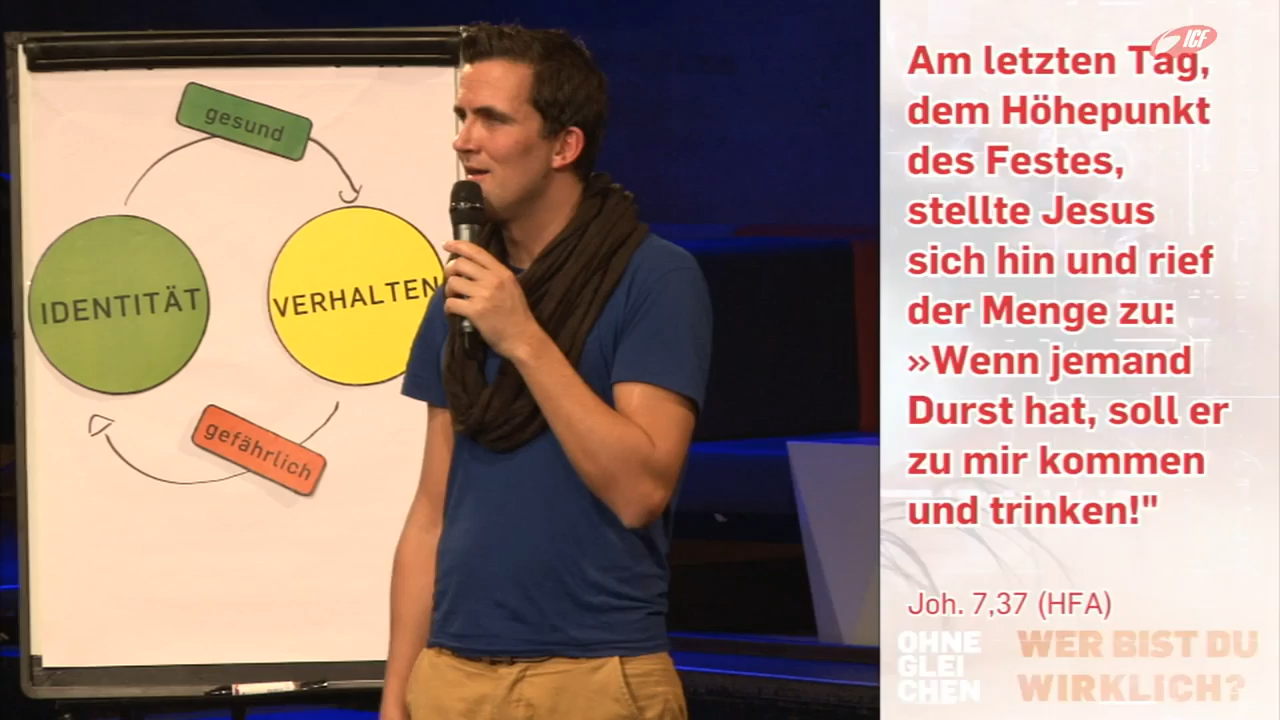 gesund
IDENTITÄT
VERHALTEN
gefährlich
ICF
Am letzten Tag,
dem Höhepunkt
des Festes,
stellte Jesus
sich hin und rief
der Menge zu:
»Wenn jemand
Durst hat, soll er
zu mir kommen
und trinken!"
Joh. 7,37 (HFA)
OHNE
GLEI
CHEN
WER BIST DU
WIRKLICH?